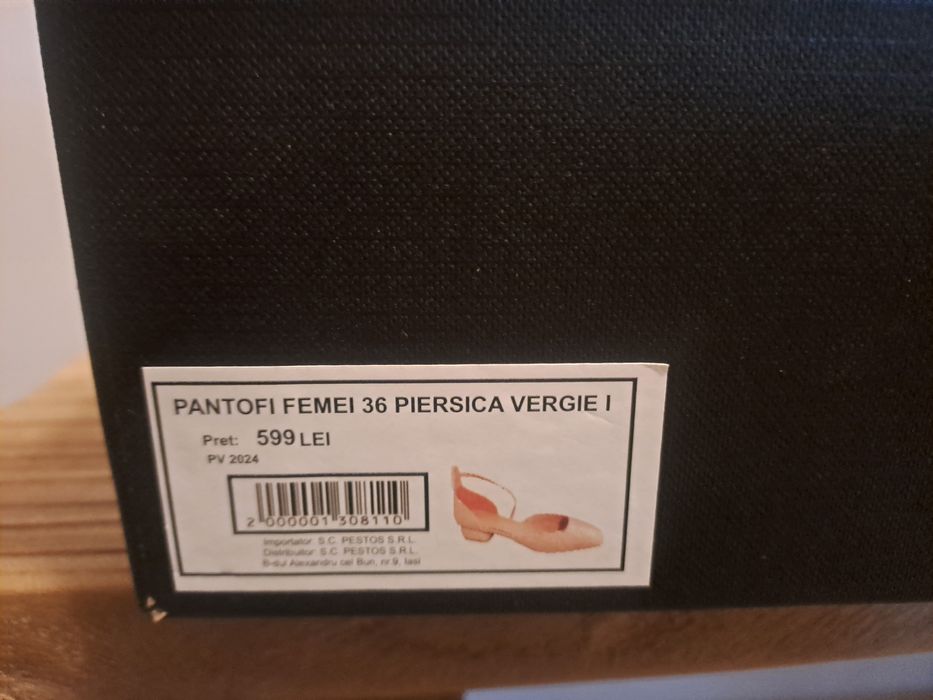 PANTOFI FEMEI 36 PIERSICA VERGIE I
Pret: 599 LEI
PV 2024
2 000001 308110
Importator S.C. PESTOS S.R.L.
Distribuitor S.C. PESTOS S.R.L.
B-dul Alexandru cel Bun, nr.9, Iasi